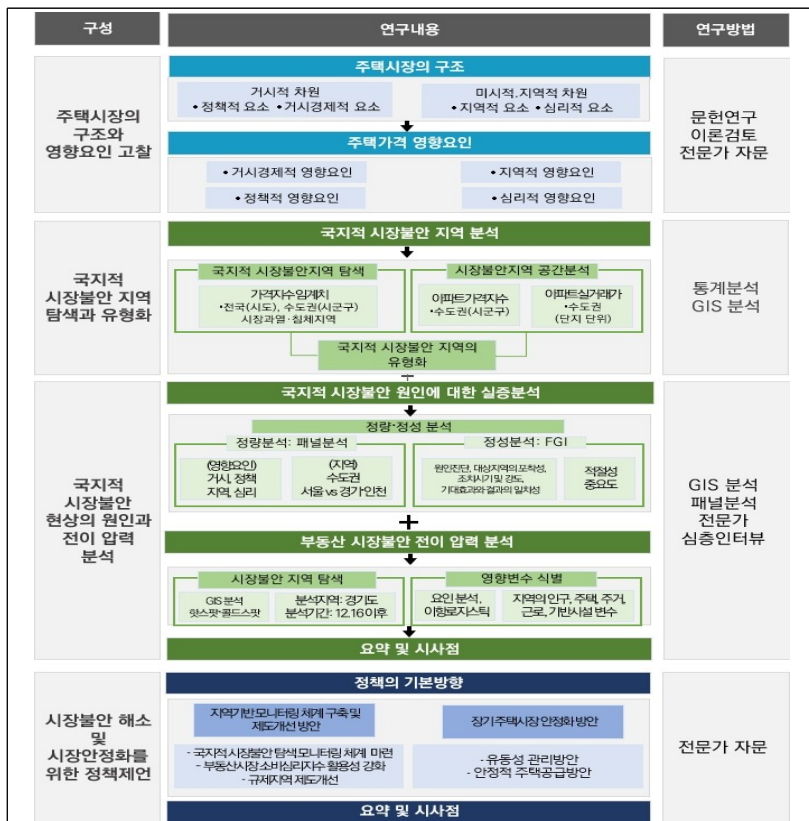 구성
연구내용
연구방법
주택시장의
구조와
영향요인 고찰
주택시장의 구조
거시적 차원
• 정책적 요소 • 거시경제적 요소
미시적.지역적 차원
• 지역적 요소 • 심리적 요소
주택가격 영향요인
• 거시경제적 영향요인
• 지역적 영향요인
• 정책적 영향요인
• 심리적 영향요인
문헌연구
이론검토
전문가 자문
국지적
시장불안 지역
탐색과 유형화
국지적 시장불안 지역 분석
국지적 시장불안지역 탐색
가격지수임계치
•전국(시도), 수도권(시군구)
시장과열·침체지역
시장불안지역 공간분석
아파트가격지수
•수도권(시군구)
아파트실거래가
•수도권
(단지 단위)
국지적 시장불안 지역의
유형화
통계분석
GIS 분석
국지적
시장불안
현상의 원인과
전이 압력
분석
국지적 시장불안 원인에 대한 실증분석
정량·정성 분석
정량분석: 패널분석
(영향요인)
거시, 정책
지역, 심리
(지역)
수도권
서울 vs 경기·인천
정성분석: FGI
원인진단, 대상지역의 포착성,
조치시기 및 강도,
기대효과와 결과의 일치성
적절성
중요도
+
부동산 시장불안 전이 압력 분석
시장불안 지역 탐색
GIS 분석
핫스팟·콜드스팟
분석지역: 경기도
분석기간: 12.16 이후
영향변수 식별
요인 분석,
이항로지스틱
지역의 인구, 주택, 주거,
근로, 기반시설 변수
요약 및 시사점
GIS 분석
패널분석
전문가
심층인터뷰
시장불안 해소
및
시장안정화를
위한 정책제언
정책의 기본방향
지역기반 모니터링 체계 구축 및
제도개선 방안
장기 주택시장 안정화 방안
- 국지적 시장불안 탐색 모니터링 체계 마련
- 부동산시장 소비심리지수 활용성 강화
- 규제지역 제도개선
- 유동성 관리방안
- 안정적 주택공급방안
요약 및 시사점
전문가 자문